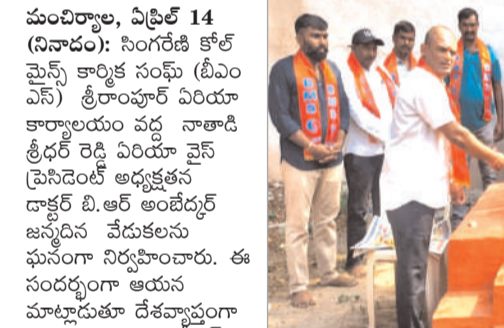 మంచిర్యాల, ఏప్రిల్ 14
(నినాదం): సింగరేణి కోల్
మైన్స్ కార్మిక సంఘ్ (బీఎం
ఎస్) శ్రీరాంపూర్ ఏరియా
కార్యాలయం వద్ద నాతాడి
శ్రీధర్ రెడ్డి ఏరియా వైస్
ప్రెసిడెంట్ అధ్యక్షతన
డాక్టర్ బి.ఆర్ అంబేద్కర్
జన్మదిన వేడుకలను
ఘనంగా నిర్వహించారు. ఈ
సందర్భంగా ఆయన
మాట్లాడుతూ దేశవ్యాప్తంగా